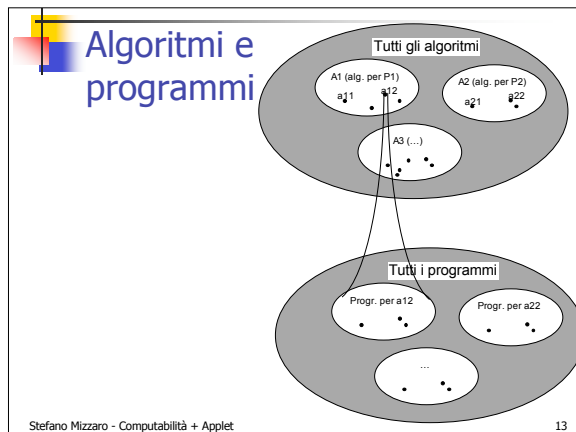 Algoritmi e
programmi
Tutti gli algoritmi
A1 (alg. per P1)
a11
a12
A2 (alg. per P2)
a21
a22
A3 (…)
Tutti i programmi
Progr. per a12
Progr. per a22
…
Stefano Mizzaro - Computabilità + Applet
13